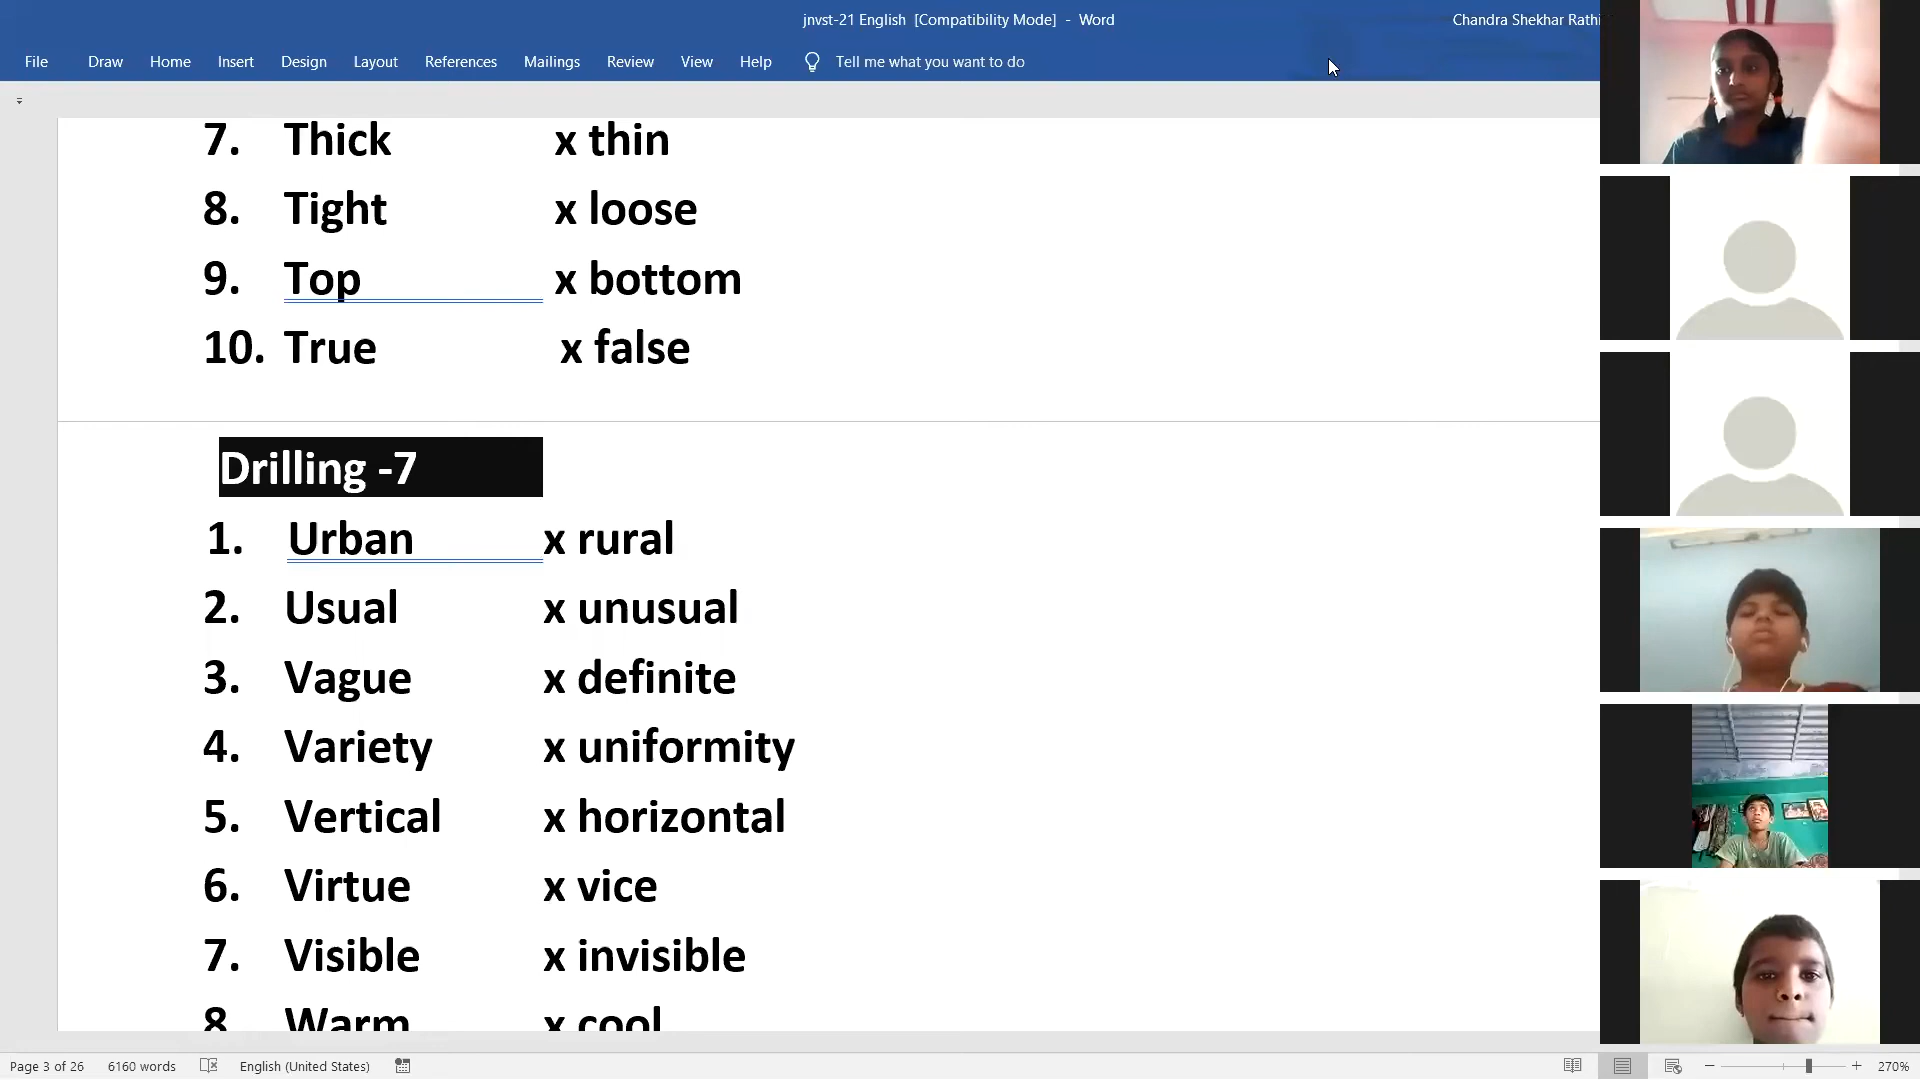 jnvst-21 English [Compatibility Mode] - Word
Chandra Shekhar Rathi
File Draw Home Insert Design Layout References Mailings Review View Help Tell me what you want to do
7. Thick x thin
8. Tight x loose
9. Top x bottom
10. True x false
Drilling -7
1. Urban x rural
2. Usual x unusual
3. Vague x definite
4. Variety x uniformity
5. Vertical x horizontal
6. Virtue x vice
7. Visible x invisible
8. Warm x cool
Page 3 of 26 6160 words English (United States) 270%